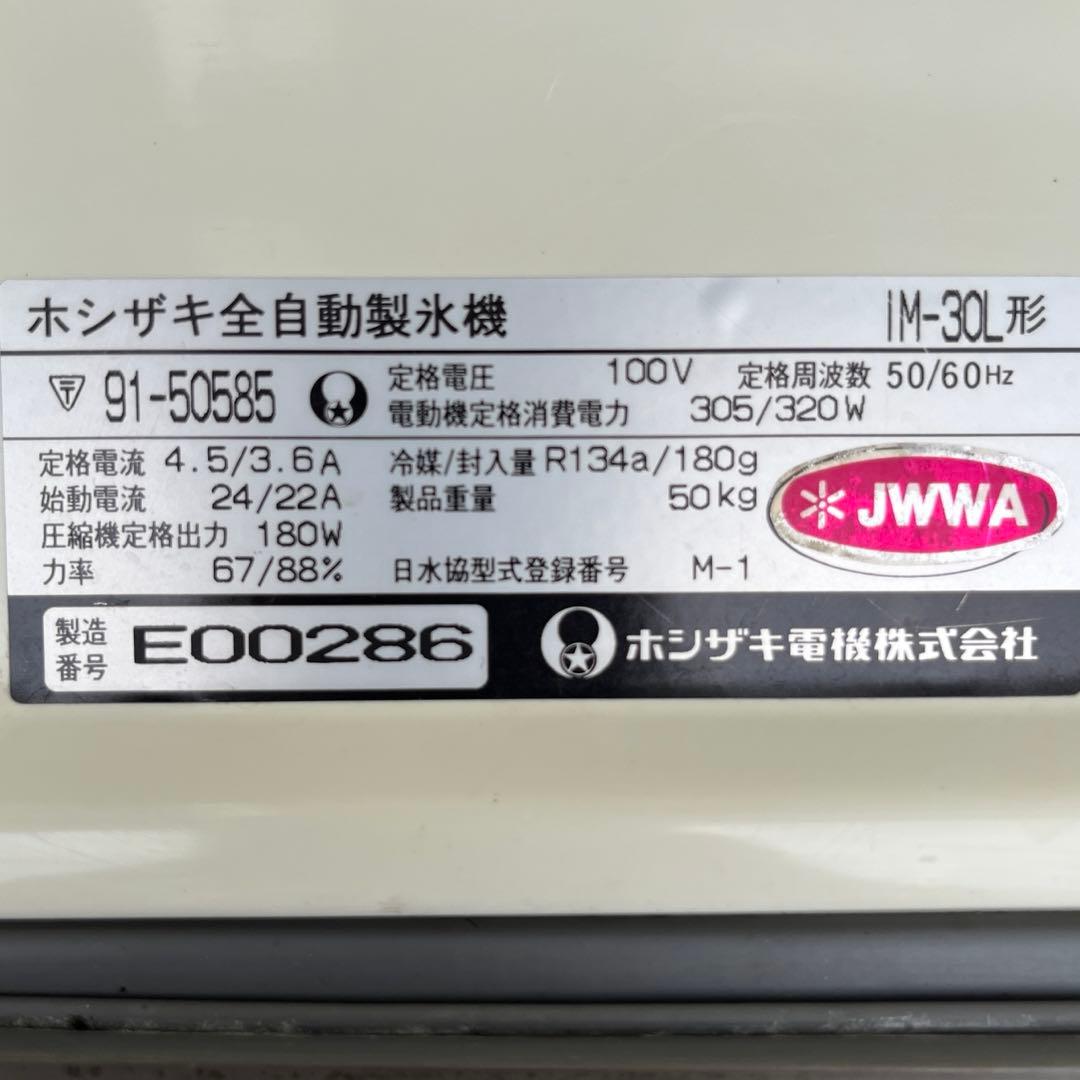 ホシザキ全自動製氷機 IM-30L形
〒 91-50585 定格電圧 100V 定格周波数 50/60Hz
電動機定格消費電力 305/320W
定格電流 4.5/3.6A 冷媒/封入量 R134a/180g
始動電流 24/22A 製品重量 50kg
圧縮機定格出力 180W
力率 67/88% 日水協型式登録番号 M-1
JWWA
製造番号 E00286 ホシザキ電機株式会社